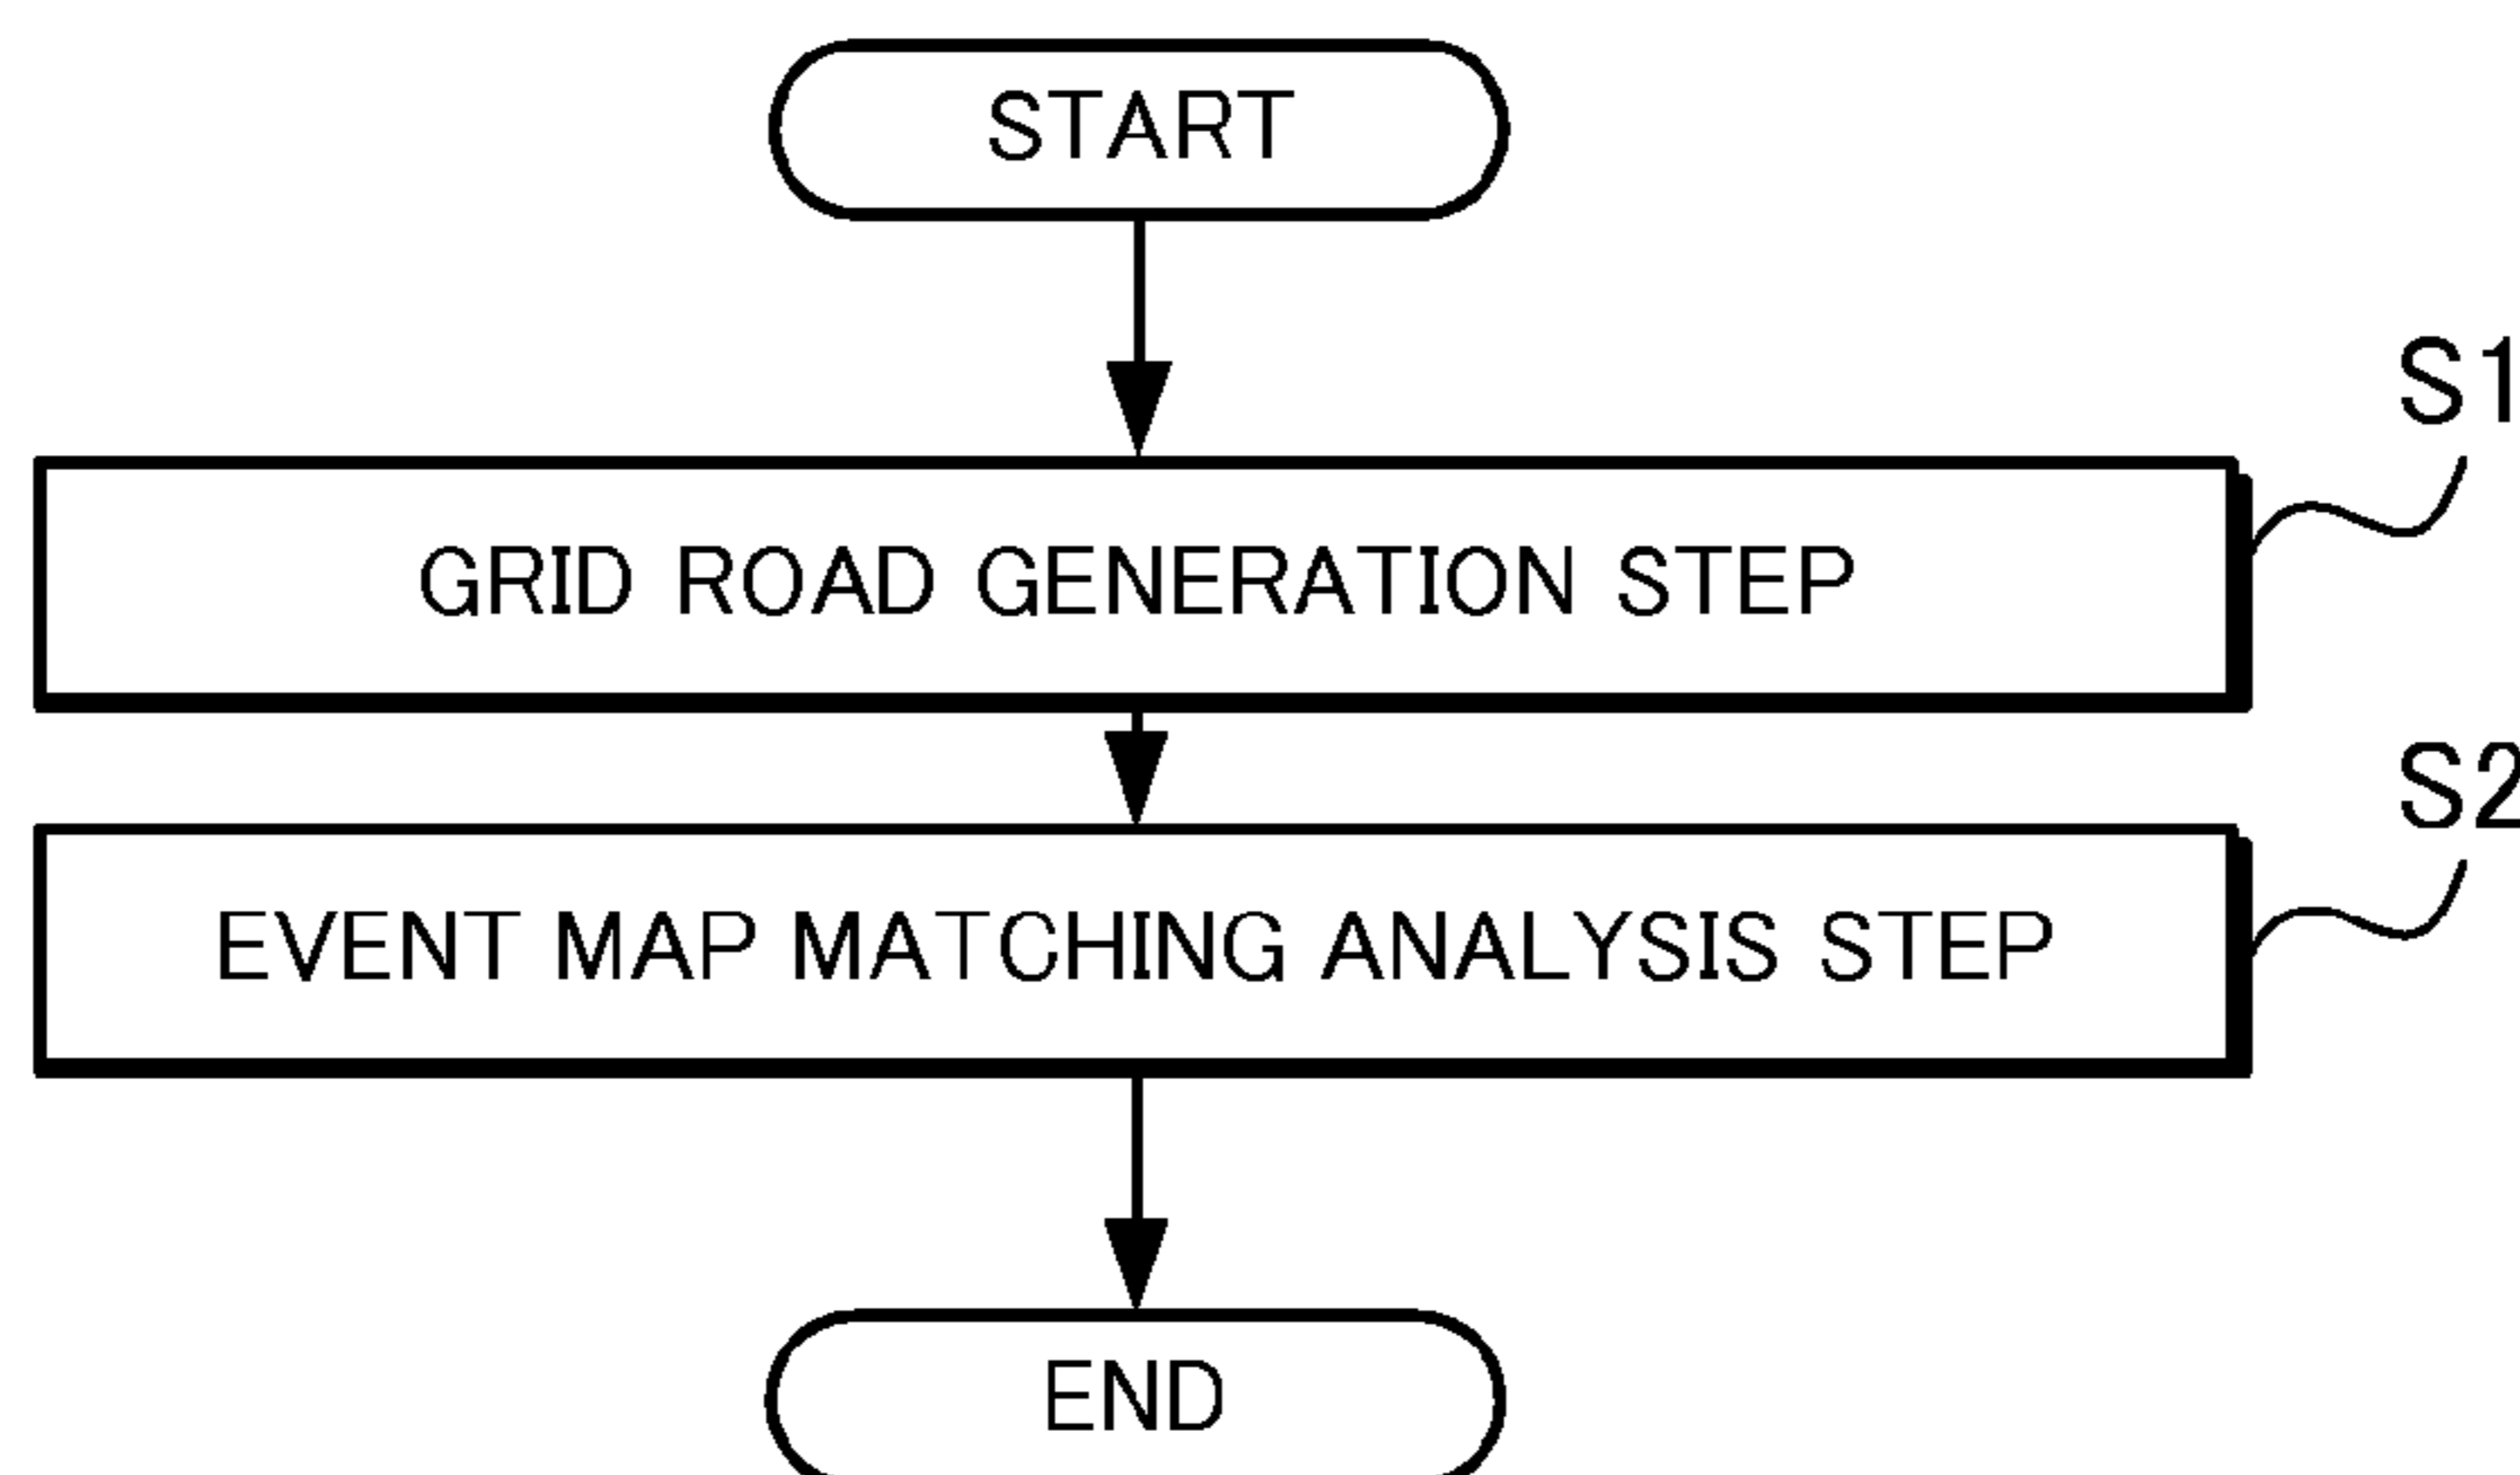 START
S1
GRID ROAD GENERATION STEP
S2
EVENT MAP MATCHING ANALYSIS STEP
END